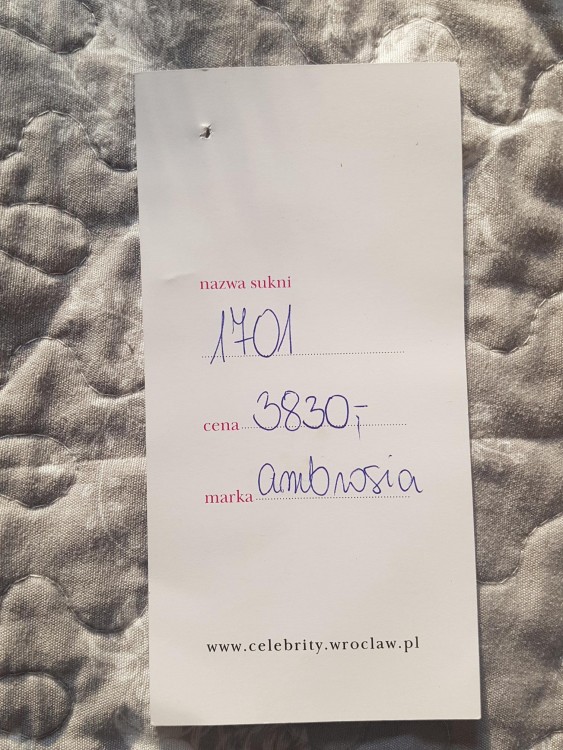 nazwa sukni
1701
cena 3830,-
marka ambrosia
www.celebrity.wroclaw.pl